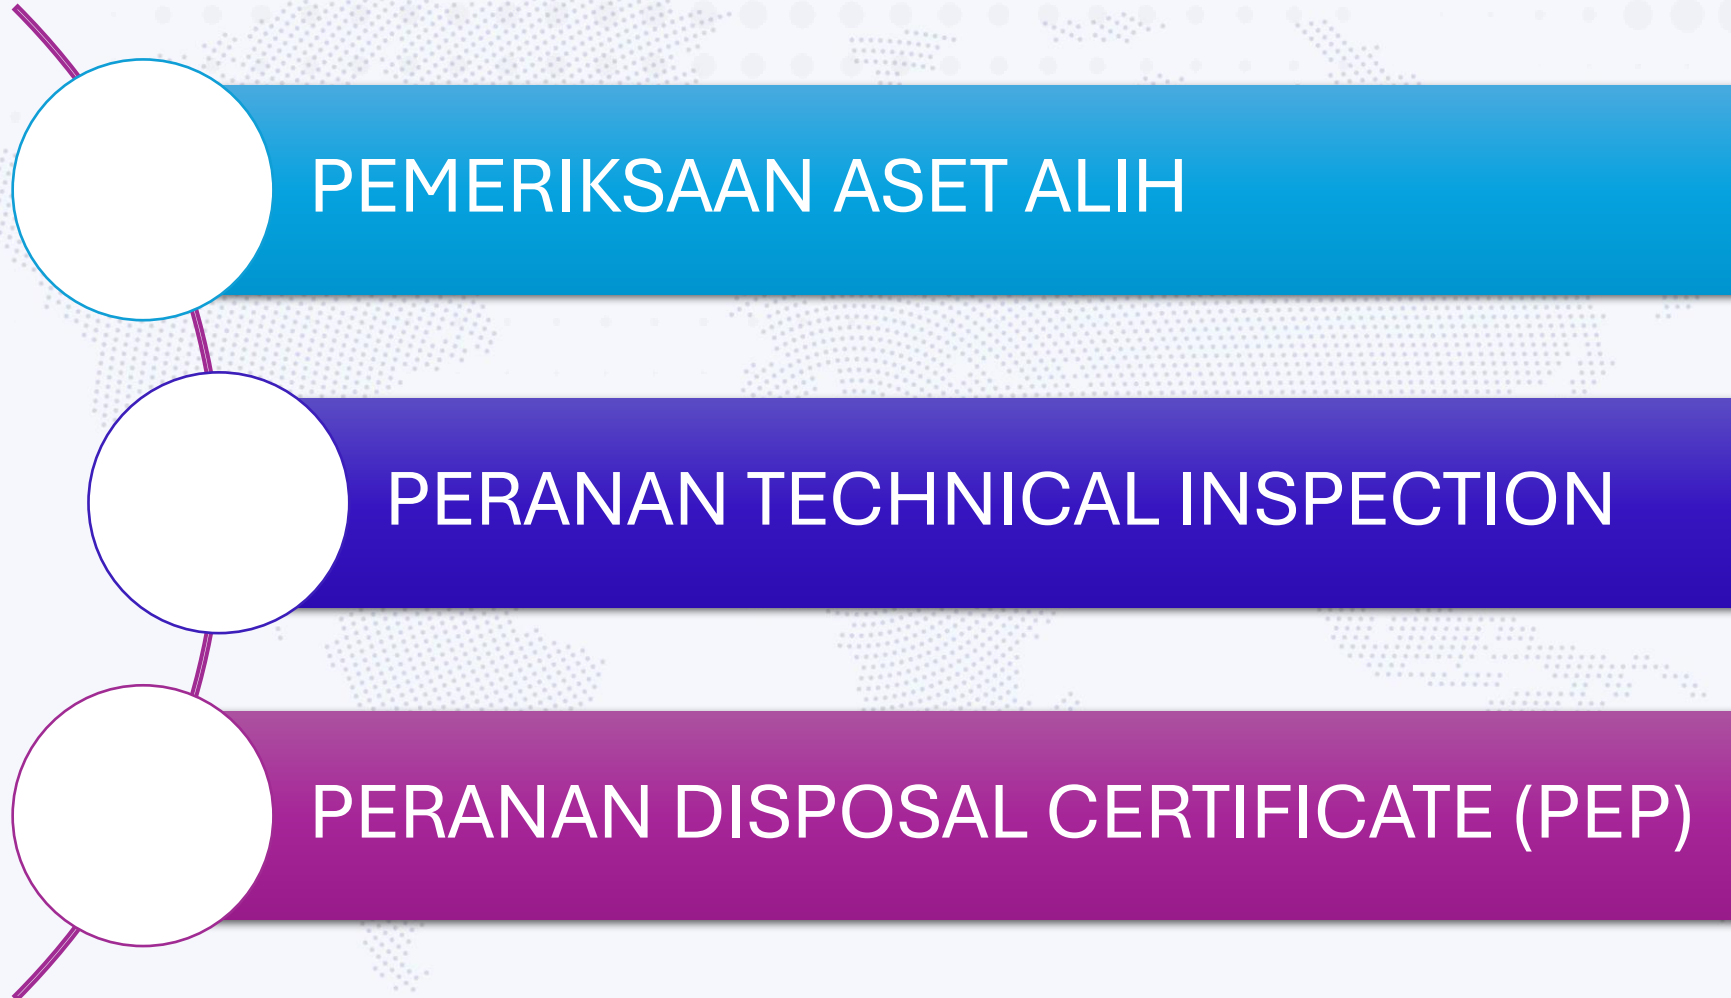 PEMERIKSAAN ASET ALIH
PERANAN TECHNICAL INSPECTION
PERANAN DISPOSAL CERTIFICATE (PEP)